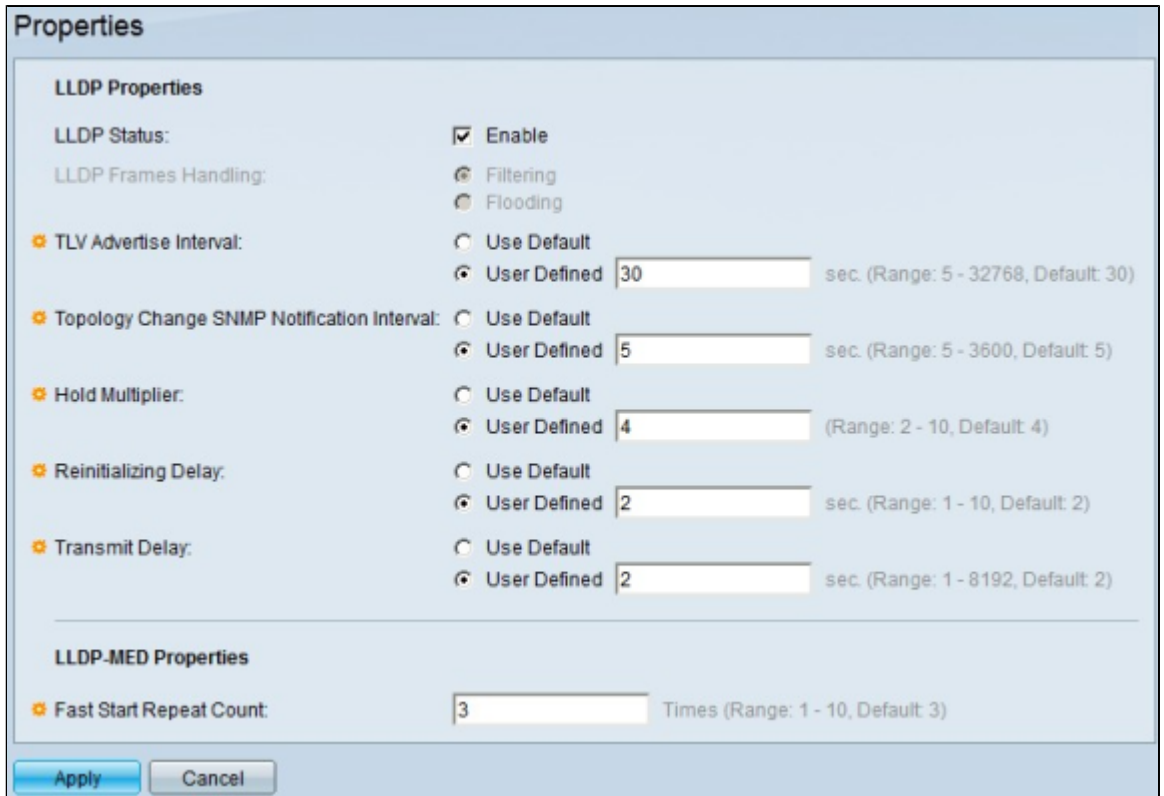 Properties
LLDP Properties
LLDP Status: Enable
LLDP Frames Handling: Filtering
Flooding
TLV Advertise Interval: Use Default
User Defined 30 sec. (Range: 5 - 32768, Default: 30)
Topology Change SNMP Notification Interval: Use Default
User Defined 5 sec. (Range: 5 - 3600, Default: 5)
Hold Multiplier: Use Default
User Defined 4 (Range: 2 - 10, Default: 4)
Reinitializing Delay: Use Default
User Defined 2 sec. (Range: 1 - 10, Default: 2)
Transmit Delay: Use Default
User Defined 2 sec. (Range: 1 - 8192, Default: 2)
LLDP-MED Properties
Fast Start Repeat Count: 3 Times (Range: 1 - 10, Default: 3)
Apply Cancel